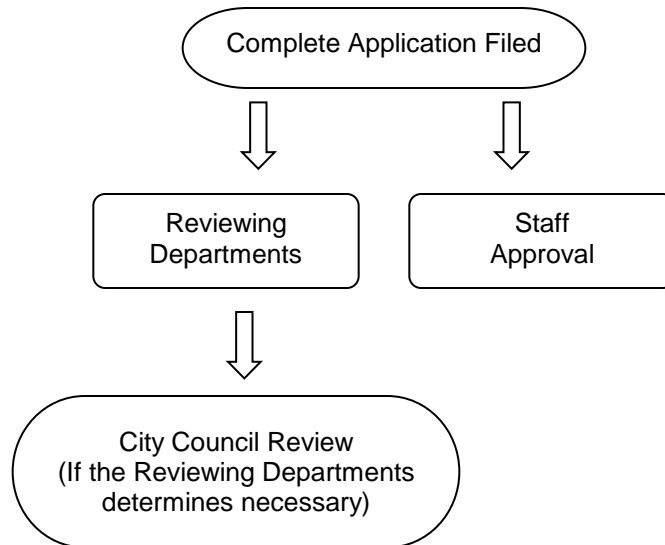 Complete Application Filed
Reviewing
Departments
Staff
Approval
City Council Review
(If the Reviewing Departments
determines necessary)